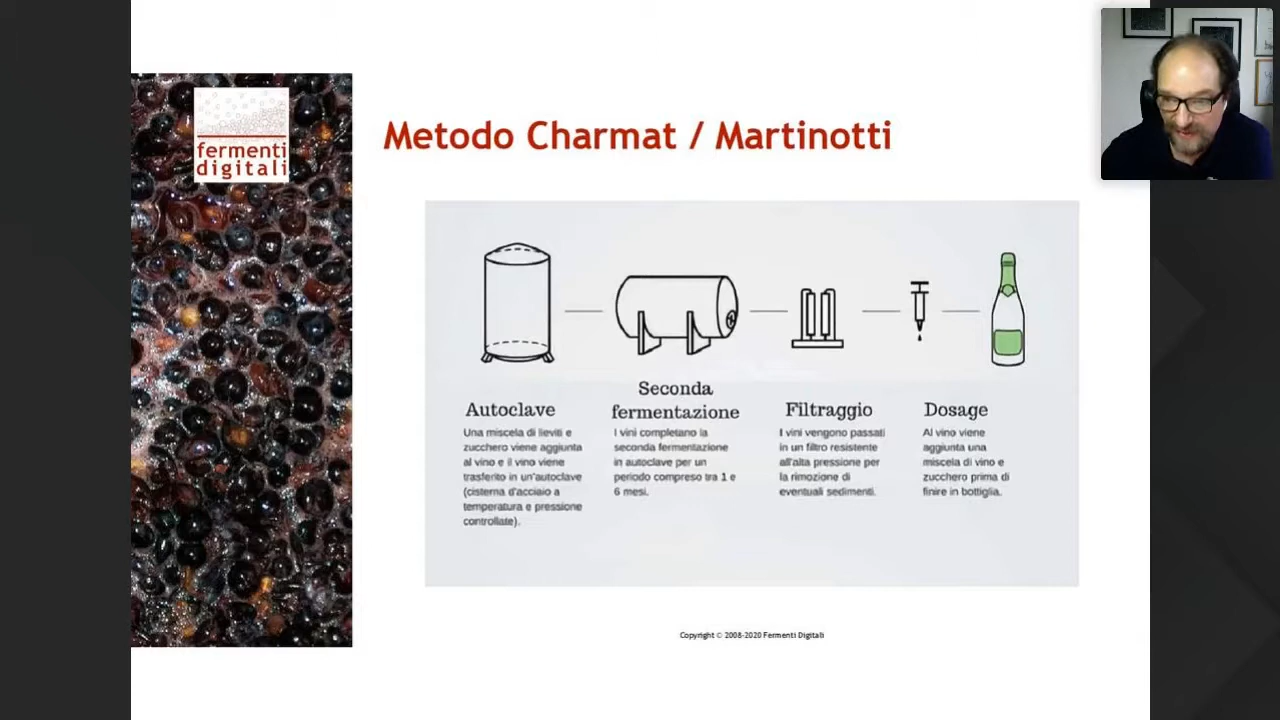 fermenti
digitali
Metodo Charmat / Martinotti
Autoclave
Una miscela di lieviti e
zucchero viene aggiunta
al vino e il vino viene
trasferito in un'autoclave
(cisterna d'acciaio a
temperatura e pressione
controllate).
Seconda
fermentazione
I vini completano la
seconda fermentazione
in autoclave per un
periodo compreso tra 1 e
6 mesi.
Filtraggio
I vini vengono passati
in un filtro resistente
all'alta pressione per
la rimozione di
eventuali sedimenti.
Dosage
Al vino viene
aggiunta una
miscela di vino e
zucchero prima di
finire in bottiglia.
Copyright © 2008-2020 Fermenti Digitali